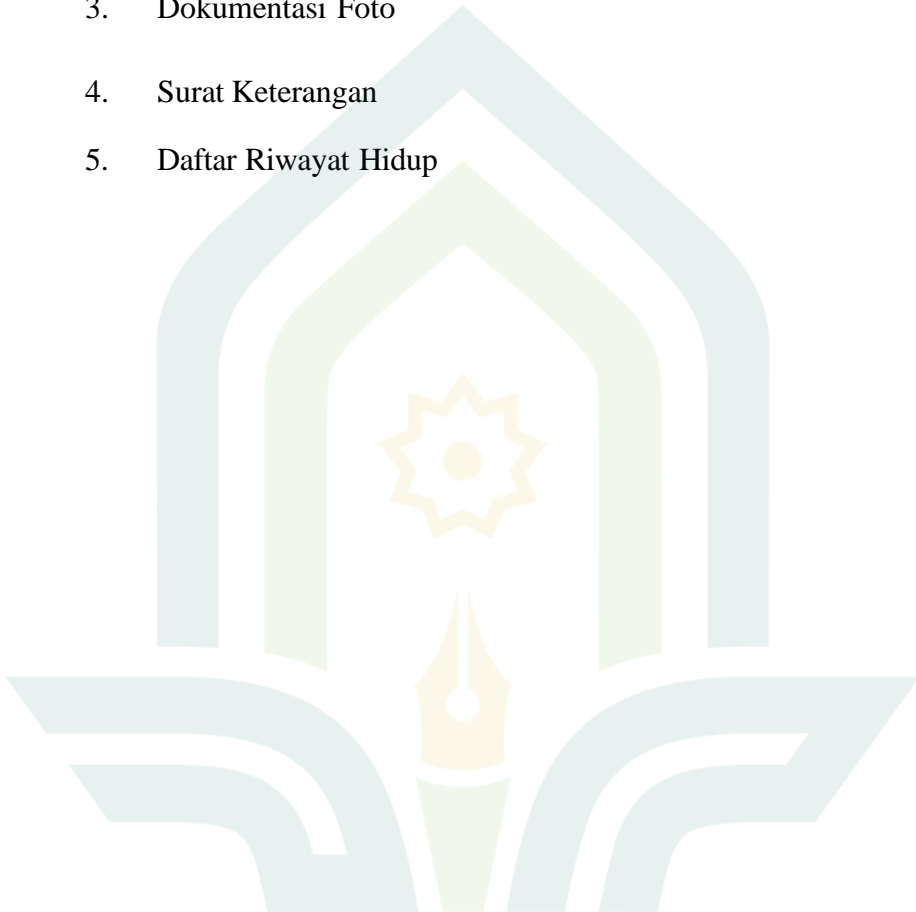 3. Dokumentasi Foto
4. Surat Keterangan
5. Daftar Riwayat Hidup